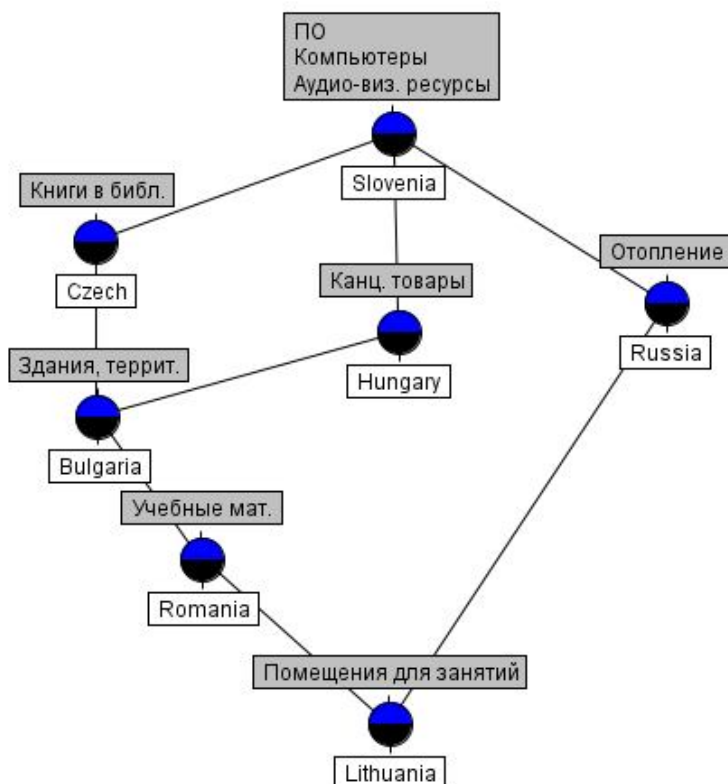 ПО
Компьютеры
Аудио-виз. ресурсы
Slovenia
Книги в библ.
Czech
Канц. товары
Hungary
Отопление
Russia
Здания, террит.
Bulgaria
Учебные мат.
Romania
Помещения для занятий
Lithuania